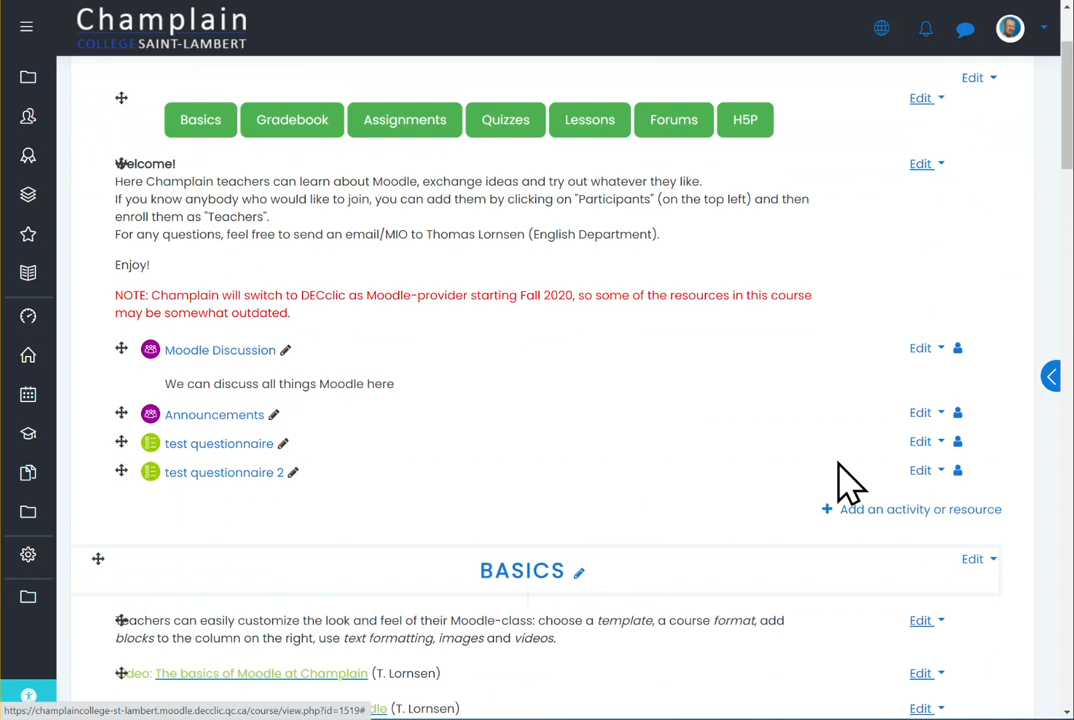 Champlain
COLLEGE SAINT-LAMBERT
Edit
Edit
Basics Gradebook Assignments Quizzes Lessons Forums H5P
Welcome! Edit
Here Champlain teachers can learn about Moodle, exchange ideas and try out whatever they like.
If you know anybody who would like to join, you can add them by clicking on "Participants" (on the top left) and then
enroll them as "Teachers".
For any questions, feel free to send an email/MIO to Thomas Lornsen (English Department).
Enjoy!
NOTE: Champlain will switch to DECclic as Moodle-provider starting Fall 2020, so some of the resources in this course
may be somewhat outdated.
Moodle Discussion Edit
We can discuss all things Moodle here
Announcements Edit
test questionnaire Edit
test questionnaire 2 Edit
+ Add an activity or resource
BASICS Edit
Teachers can easily customize the look and feel of their Moodle-class: choose a template, a course format, add Edit
blocks to the column on the right, use text formatting, images and videos.
Video: The basics of Moodle at Champlain (T. Lornsen) Edit
dle (T. Lornsen) Edit
https://champlaincollege-st-lambert.moodle.decclic.qc.ca/course/view.php?id=1519#